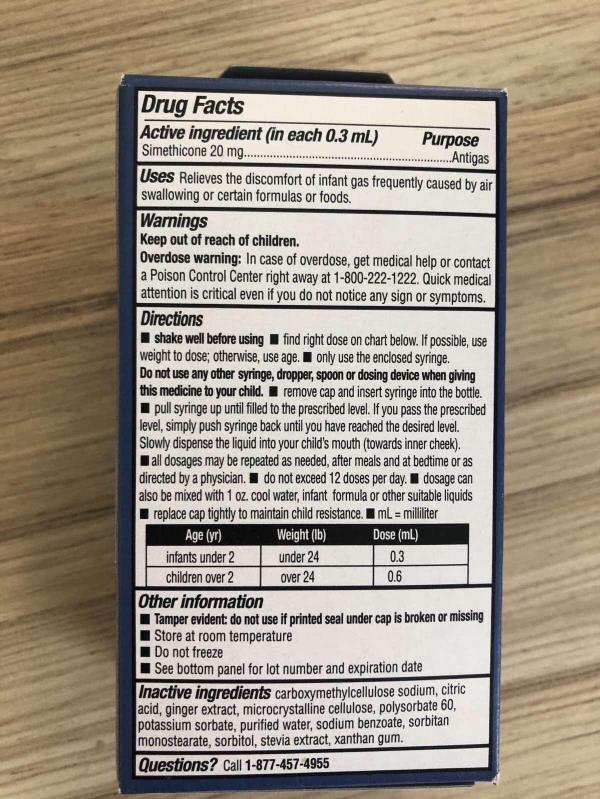 Drug Facts
Active ingredient (in each 0.3 mL) Purpose
Simethicone 20 mg..........................................................Antigas
Uses Relieves the discomfort of infant gas frequently caused by air
swallowing or certain formulas or foods.
Warnings
Keep out of reach of children.
Overdose warning: In case of overdose, get medical help or contact
a Poison Control Center right away at 1-800-222-1222. Quick medical
attention is critical even if you do not notice any sign or symptoms.
Directions
■ shake well before using ■ find right dose on chart below. If possible, use
weight to dose; otherwise, use age. ■ only use the enclosed syringe.
Do not use any other syringe, dropper, spoon or dosing device when giving
this medicine to your child. ■ remove cap and insert syringe into the bottle.
■ pull syringe up until filled to the prescribed level. If you pass the prescribed
level, simply push syringe back until you have reached the desired level.
Slowly dispense the liquid into your child's mouth (towards inner cheek).
■ all dosages may be repeated as needed, after meals and at bedtime or as
directed by a physician. ■ do not exceed 12 doses per day. ■ dosage can
also be mixed with 1 oz. cool water, infant formula or other suitable liquids
■ replace cap tightly to maintain child resistance. ■ mL = milliliter
Age (yr) Weight (lb) Dose (mL)
infants under 2 under 24 0.3
children over 2 over 24 0.6
Other information
■ Tamper evident: do not use if printed seal under cap is broken or missing
■ Store at room temperature
■ Do not freeze
■ See bottom panel for lot number and expiration date
Inactive ingredients carboxymethylcellulose sodium, citric
acid, ginger extract, microcrystalline cellulose, polysorbate 60,
potassium sorbate, purified water, sodium benzoate, sorbitan
monostearate, sorbitol, stevia extract, xanthan gum.
Questions? Call 1-877-457-4955